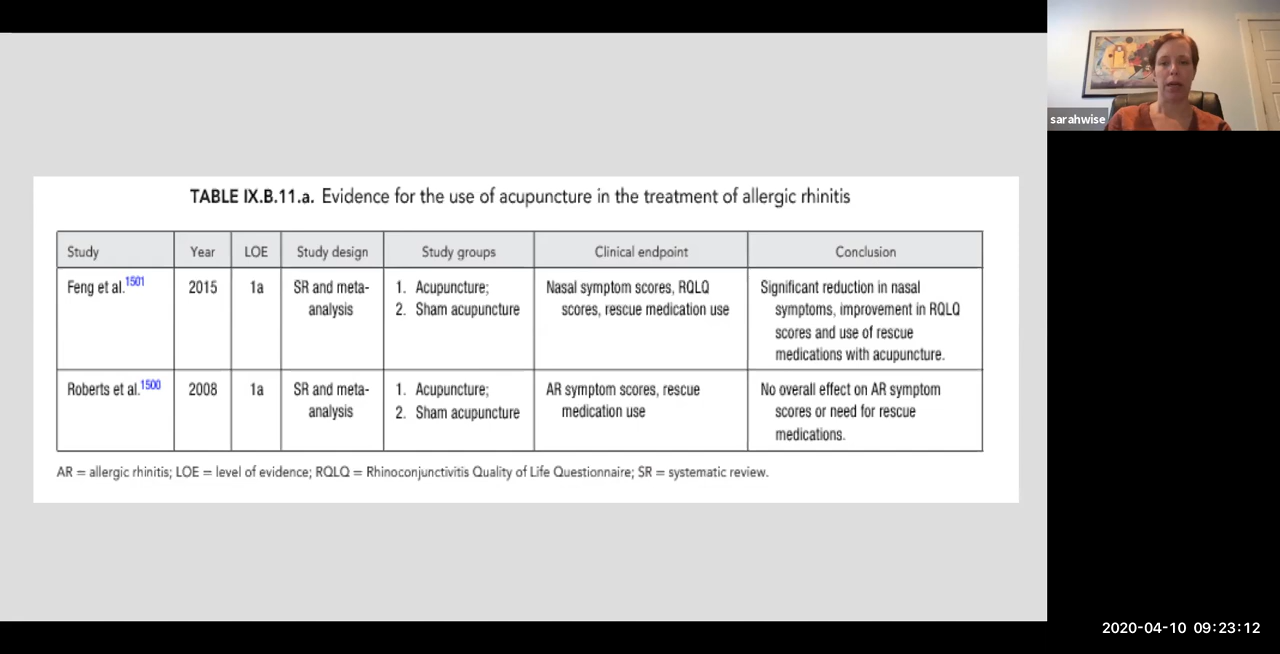 sarahwise
TABLE IX.B.11.a. Evidence for the use of acupuncture in the treatment of allergic rhinitis
Study Year LOE Study design Study groups Clinical endpoint Conclusion
Feng et al.1501 2015 1a SR and meta- 1. Acupuncture; Nasal symptom scores, RQLQ Significant reduction in nasal
analysis 2. Sham acupuncture scores, rescue medication use symptoms, improvement in RQLQ
scores and use of rescue
medications with acupuncture.
Roberts et al.1500 2008 1a SR and meta- 1. Acupuncture; AR symptom scores, rescue No overall effect on AR symptom
analysis 2. Sham acupuncture medication use scores or need for rescue
medications.
AR = allergic rhinitis; LOE = level of evidence; RQLQ = Rhinoconjunctivitis Quality of Life Questionnaire; SR = systematic review.
2020-04-10 09:23:12